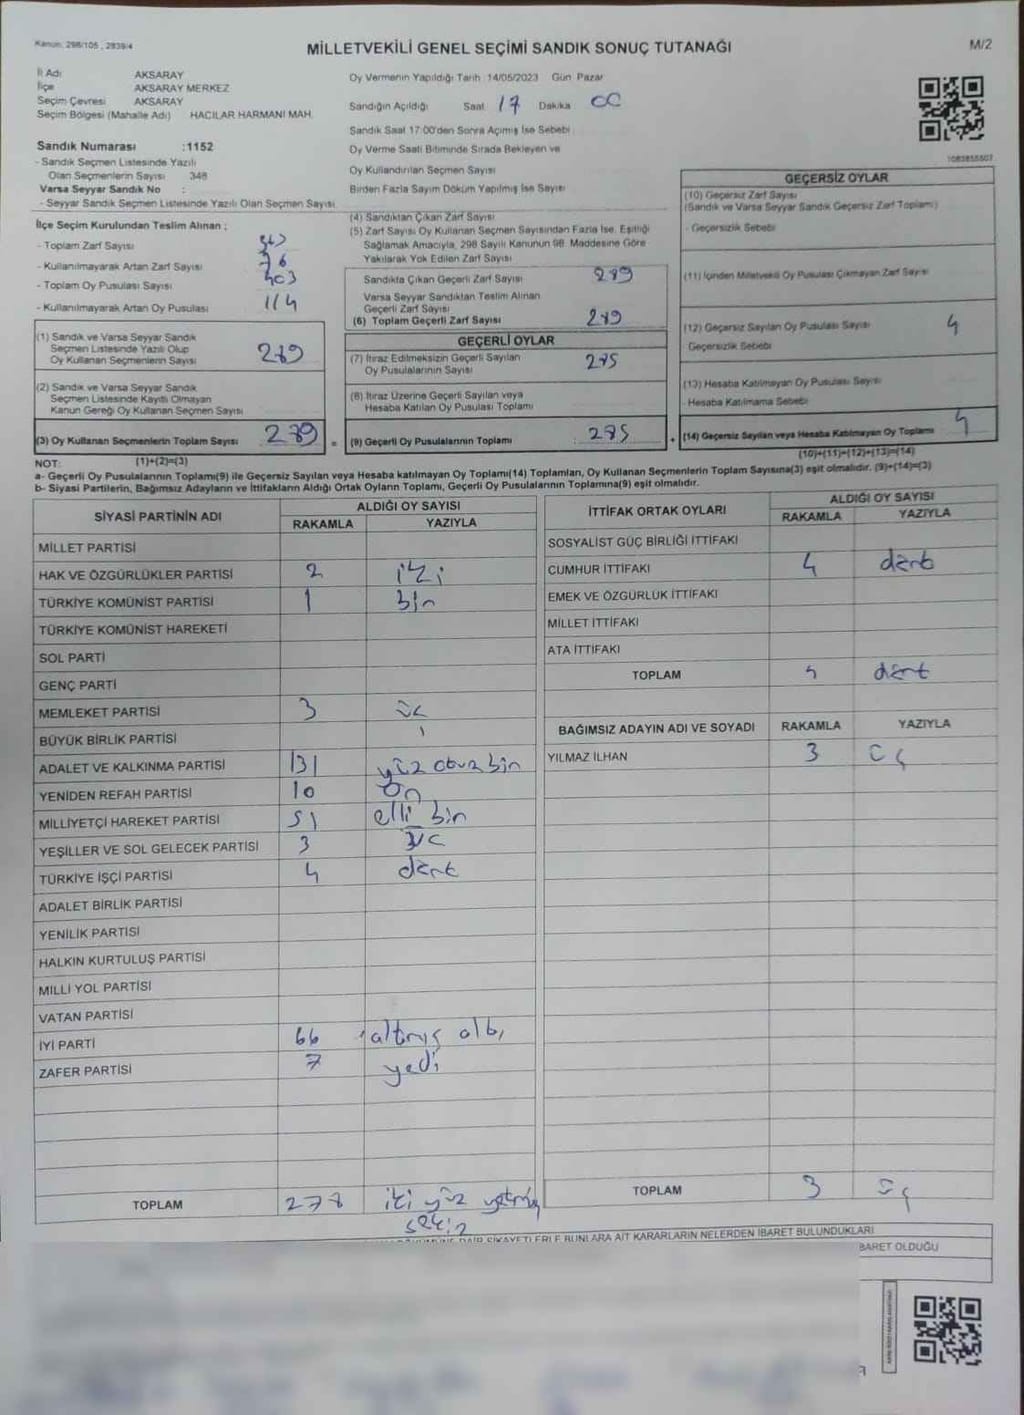 Kanun: 298/105, 2839/4
MİLLETVEKİLİ GENEL SEÇİMİ SANDIK SONUÇ TUTANAĞI
M/2
İl Adı AKSARAY
İlçe AKSARAY MERKEZ
Seçim Çevresi AKSARAY
Seçim Bölgesi (Mahalle Adı) HACILAR HARMANI MAH.
Oy Vermenin Yapıldığı Tarih 14/05/2023 Gün Pazar
Sandığın Açıldığı Saat 17 Dakika 00
Sandık Saat 17:00'den Sonra Açımış İse Sebebi
Oy Verme Saati Bitiminde Sırada Bekleyen ve
Oy Kullandırılan Seçmen Sayısı
Birden Fazla Sayım Döküm Yapılmış İse Sayısı
1083855507
Sandık Numarası :1152
- Sandık Seçmen Listesinde Yazılı
Olan Seçmenlerin Sayısı 348
Varsa Seyyar Sandık No :
- Seyyar Sandık Seçmen Listesinde Yazılı Olan Seçmen Sayısı
İlçe Seçim Kurulundan Teslim Alınan :
- Toplam Zarf Sayısı
- Kullanılmayarak Artan Zarf Sayısı 76
- Toplam Oy Pusulası Sayısı 403
- Kullanılmayarak Artan Oy Pusulası 114
(1) Sandık ve Varsa Seyyar Sandık
Seçmen Listesinde Yazılı Olup
Oy Kullanan Seçmenlerin Sayısı 289
(2) Sandık ve Varsa Seyyar Sandık
Seçmen Listesinde Kayıtlı Olmayan
Kanun Gereği Oy Kullanan Seçmen Sayısı
(3) Oy Kullanan Seçmenlerin Toplam Sayısı 289 =
(1)+(2)=(3)
(4) Sandıktan Çıkan Zarf Sayısı
(5) Zarf Sayısı Oy Kullanan Seçmen Sayısından Fazla İse, Eşitliği
Sağlamak Amacıyla, 298 Sayılı Kanunun 98. Maddesine Göre
Yakılarak Yok Edilen Zarf Sayısı
Sandıkta Çıkan Geçerli Zarf Sayısı 289
Varsa Seyyar Sandıktan Teslim Alınan
Geçerli Zarf Sayısı
(6) Toplam Geçerli Zarf Sayısı 289
GEÇERLİ OYLAR
(7) İtiraz Edilmeksizin Geçerli Sayılan
Oy Pusulalarının Sayısı 285
(8) İtiraz Üzerine Geçerli Sayılan veya
Hesaba Katılan Oy Pusulası Toplamı
(9) Geçerli Oy Pusulalarının Toplamı : 285 +
GEÇERSİZ OYLAR
(10) Geçersiz Zarf Sayısı
(Sandık ve Varsa Seyyar Sandık Geçersiz Zarf Toplamı)
- Geçersizlik Sebebi
(11) İçinden Milletvekili Oy Pusulası Çıkmayan Zarf Sayısı
(12) Geçersiz Sayılan Oy Pusulası Sayısı 4
Geçersizlik Sebebi
(13) Hesaba Katılmayan Oy Pusulası Sayısı
- Hesaba Katılmama Sebebi
(14) Geçersiz Sayılan veya Hesaba Katılmayan Oy Toplamı 4
(10)+(11)+(12)+(13)=(14)
NOT:
a- Geçerli Oy Pusulalarının Toplamı(9) ile Geçersiz Sayılan veya Hesaba katılmayan Oy Toplamı(14) Toplamları, Oy Kullanan Seçmenlerin Toplam Sayısına(3) eşit olmalıdır. (9)+(14)=(3)
b- Siyasi Partilerin, Bağımsız Adayların ve İttifakların Aldığı Ortak Oyların Toplamı, Geçerli Oy Pusulalarının Toplamına(9) eşit olmalıdır.
SİYASİ PARTİNİN ADI ALDIĞI OY SAYISI
RAKAMLA YAZIYLA
MİLLET PARTİSİ
HAK VE ÖZGÜRLÜKLER PARTİSİ 2 iki
TÜRKİYE KOMÜNİST PARTİSİ 1 bir
TÜRKİYE KOMÜNİST HAREKETİ
SOL PARTİ
GENÇ PARTİ
MEMLEKET PARTİSİ 3 üç
BÜYÜK BİRLİK PARTİSİ
ADALET VE KALKINMA PARTİSİ 131 yüz otuz bir
YENİDEN REFAH PARTİSİ 10 on
MİLLİYETÇİ HAREKET PARTİSİ 51 elli bir
YEŞİLLER VE SOL GELECEK PARTİSİ 3 üç
TÜRKİYE İŞÇİ PARTİSİ 4 dört
ADALET BİRLİK PARTİSİ
YENİLİK PARTİSİ
HALKIN KURTULUŞ PARTİSİ
MİLLİ YOL PARTİSİ
VATAN PARTİSİ
İYİ PARTİ 66 altmış altı
ZAFER PARTİSİ 7 yedi
TOPLAM 278 iki yüz yetmiş
sekiz
İTTİFAK ORTAK OYLARI ALDIĞI OY SAYISI
RAKAMLA YAZIYLA
SOSYALİST GÜÇ BİRLİĞİ İTTİFAKI
CUMHUR İTTİFAKI 4 dört
EMEK VE ÖZGÜRLÜK İTTİFAKI
MİLLET İTTİFAKI
ATA İTTİFAKI
TOPLAM 4 dört
BAĞIMSIZ ADAYIN ADI VE SOYADI RAKAMLA YAZIYLA
YILMAZ İLHAN 3 üç
TOPLAM 3 üç
DAİR ŞİKAYETLERLE BUNLARA AİT KARARLARIN NELERDEN İBARET BULUNDUKLARI
BARET OLDUĞU